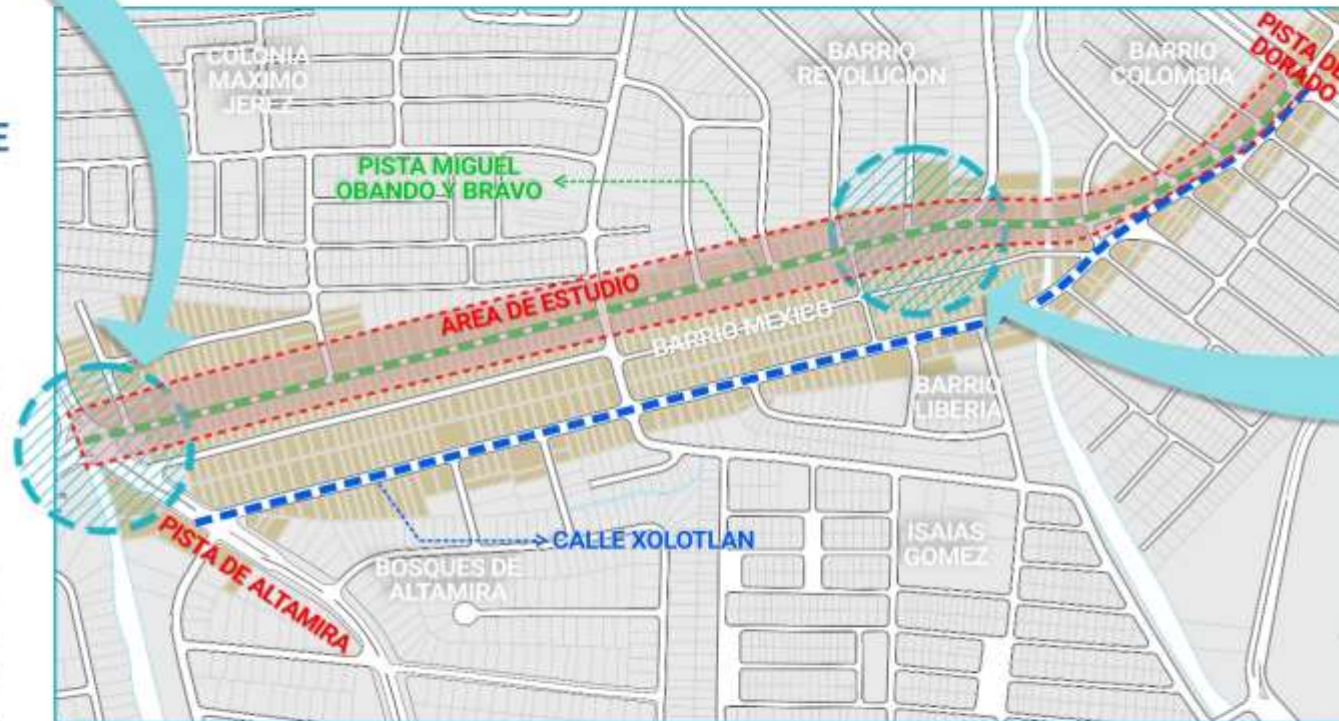 E
COLONIA
MAXIMO
JEREZ
BARRIO
REVOLUCION
BARRIO
COLOMBIA
PISTA DE
DORADO
PISTA MIGUEL
OBANDO Y BRAVO
AREA DE ESTUDIO
BARRIO MEXICO
BARRIO
LIBERIA
CALLE XOLOTLAN
PISTA DE ALTAMIRA
BOSQUES DE
ALTAMIRA
ISAIAS
GOMEZ